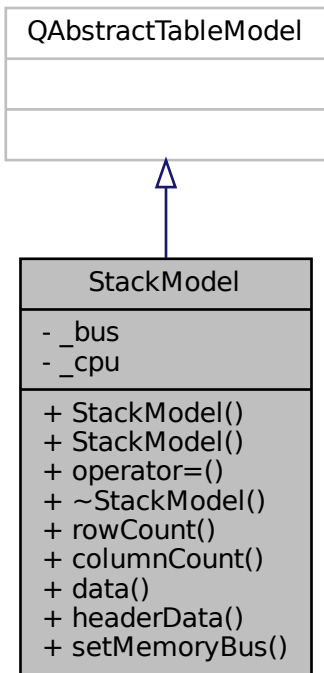 QAbstractTableModel
StackModel
- _bus
- _cpu
+ StackModel()
+ StackModel()
+ operator=()
+ ~StackModel()
+ rowCount()
+ columnCount()
+ data()
+ headerData()
+ setMemoryBus()